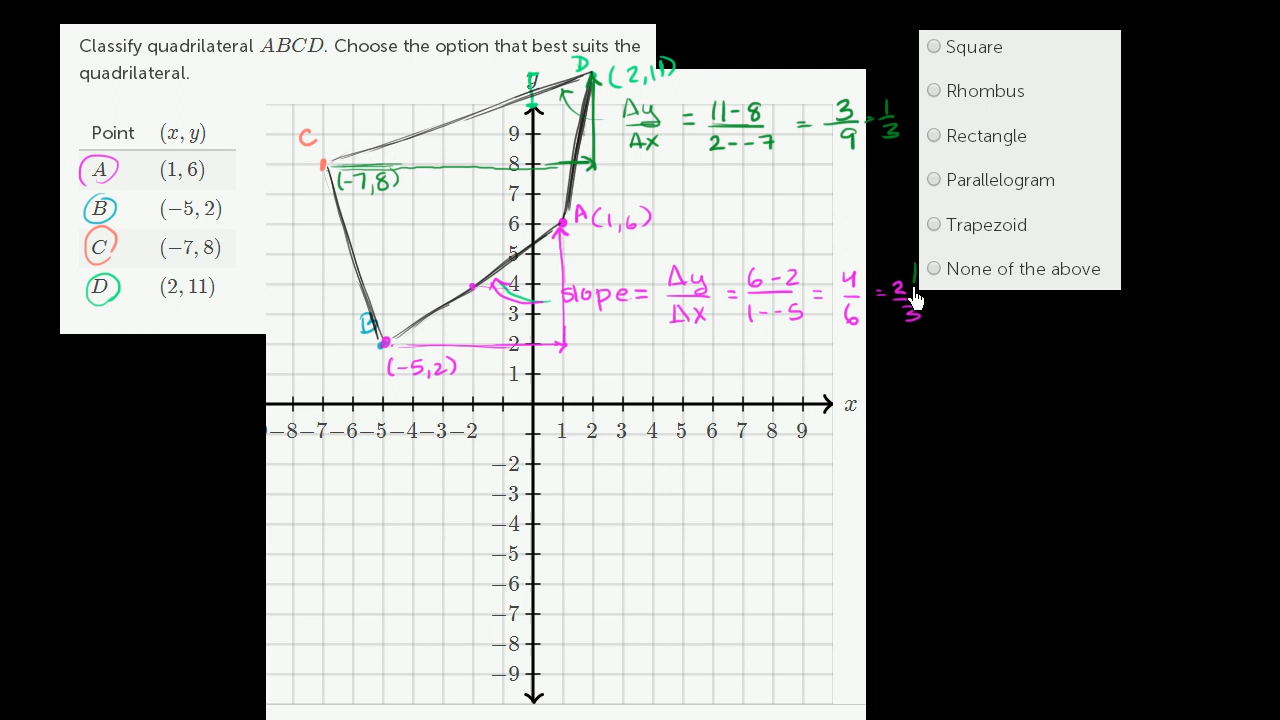 Classify quadrilateral ABCD. Choose the option that best suits the
quadrilateral.
Point (x, y)
A (1, 6)
B (−5, 2)
C (−7, 8)
D (2, 11)
y
D (2,11)
Δy/Δx = 11-8/2--7 = 3/9 = 1/3
C
(-7,8)
A (1,6)
slope = Δy/Δx = 6-2/1--5 = 4/6 = 2/3
B
(-5,2)
9
8
7
6
5
4
3
2
1
x
−8 −7 −6 −5 −4 −3 −2 1 2 3 4 5 6 7 8 9
−2
−3
−4
−5
−6
−7
−8
−9
Square
Rhombus
Rectangle
Parallelogram
Trapezoid
None of the above